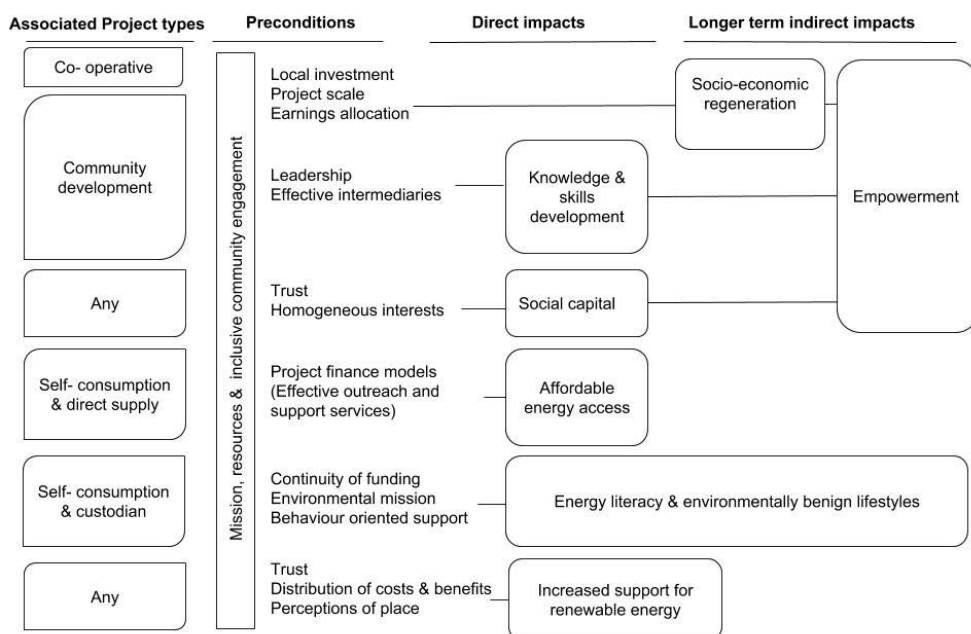 Associated Project types
Preconditions
Direct impacts
Longer term indirect impacts
Co- operative
Community
development
Any
Self- consumption
& direct supply
Self- consumption
& custodian
Any
Mission, resources & inclusive community engagement
Local investment
Project scale
Earnings allocation
Socio-economic
regeneration
Leadership
Effective intermediaries
Knowledge &
skills
development
Empowerment
Trust
Homogeneous interests
Social capital
Project finance models
(Effective outreach and
support services)
Affordable
energy access
Continuity of funding
Environmental mission
Behaviour oriented support
Energy literacy & environmentally benign lifestyles
Trust
Distribution of costs & benefits
Perceptions of place
Increased support for
renewable energy